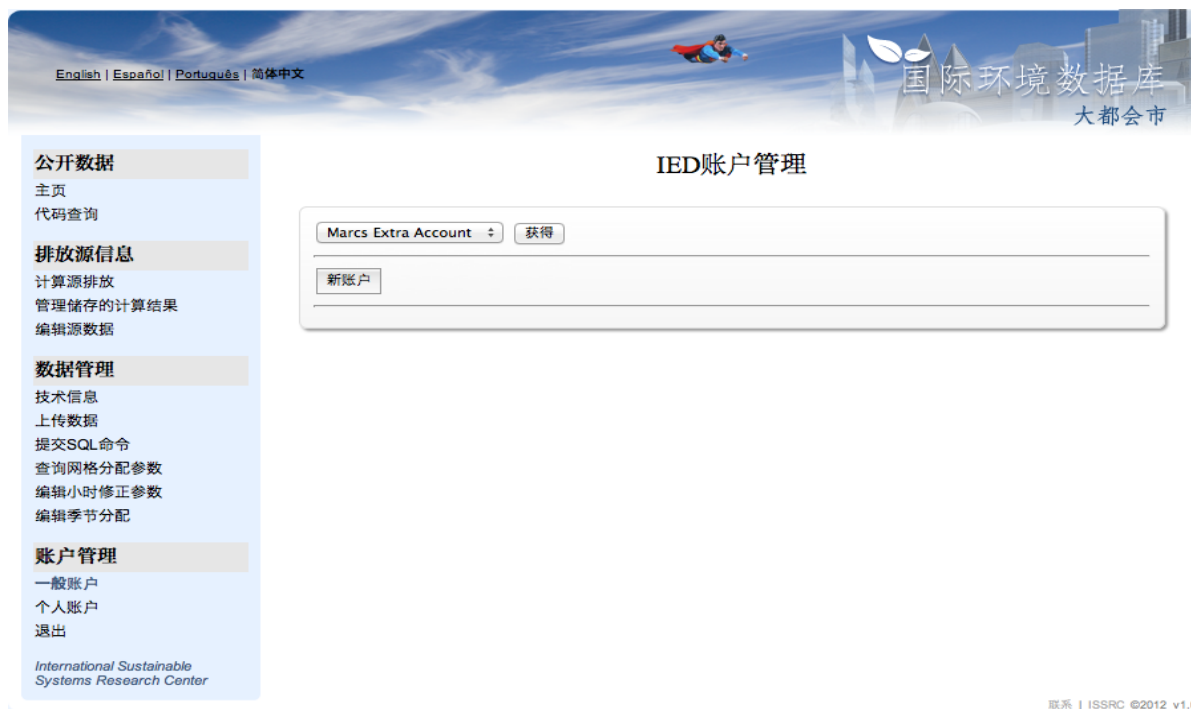 English | Español | Português | 简体中文
国际环境数据库
大都会市
公开数据
主页
代码查询
排放源信息
计算源排放
管理储存的计算结果
编辑源数据
数据管理
技术信息
上传数据
提交SQL命令
查询网格分配参数
编辑小时修正参数
编辑季节分配
账户管理
一般账户
个人账户
退出
International Sustainable
Systems Research Center
IED账户管理
Marcs Extra Account 获得
新账户
联系 | ISSRC ©2012 v1.